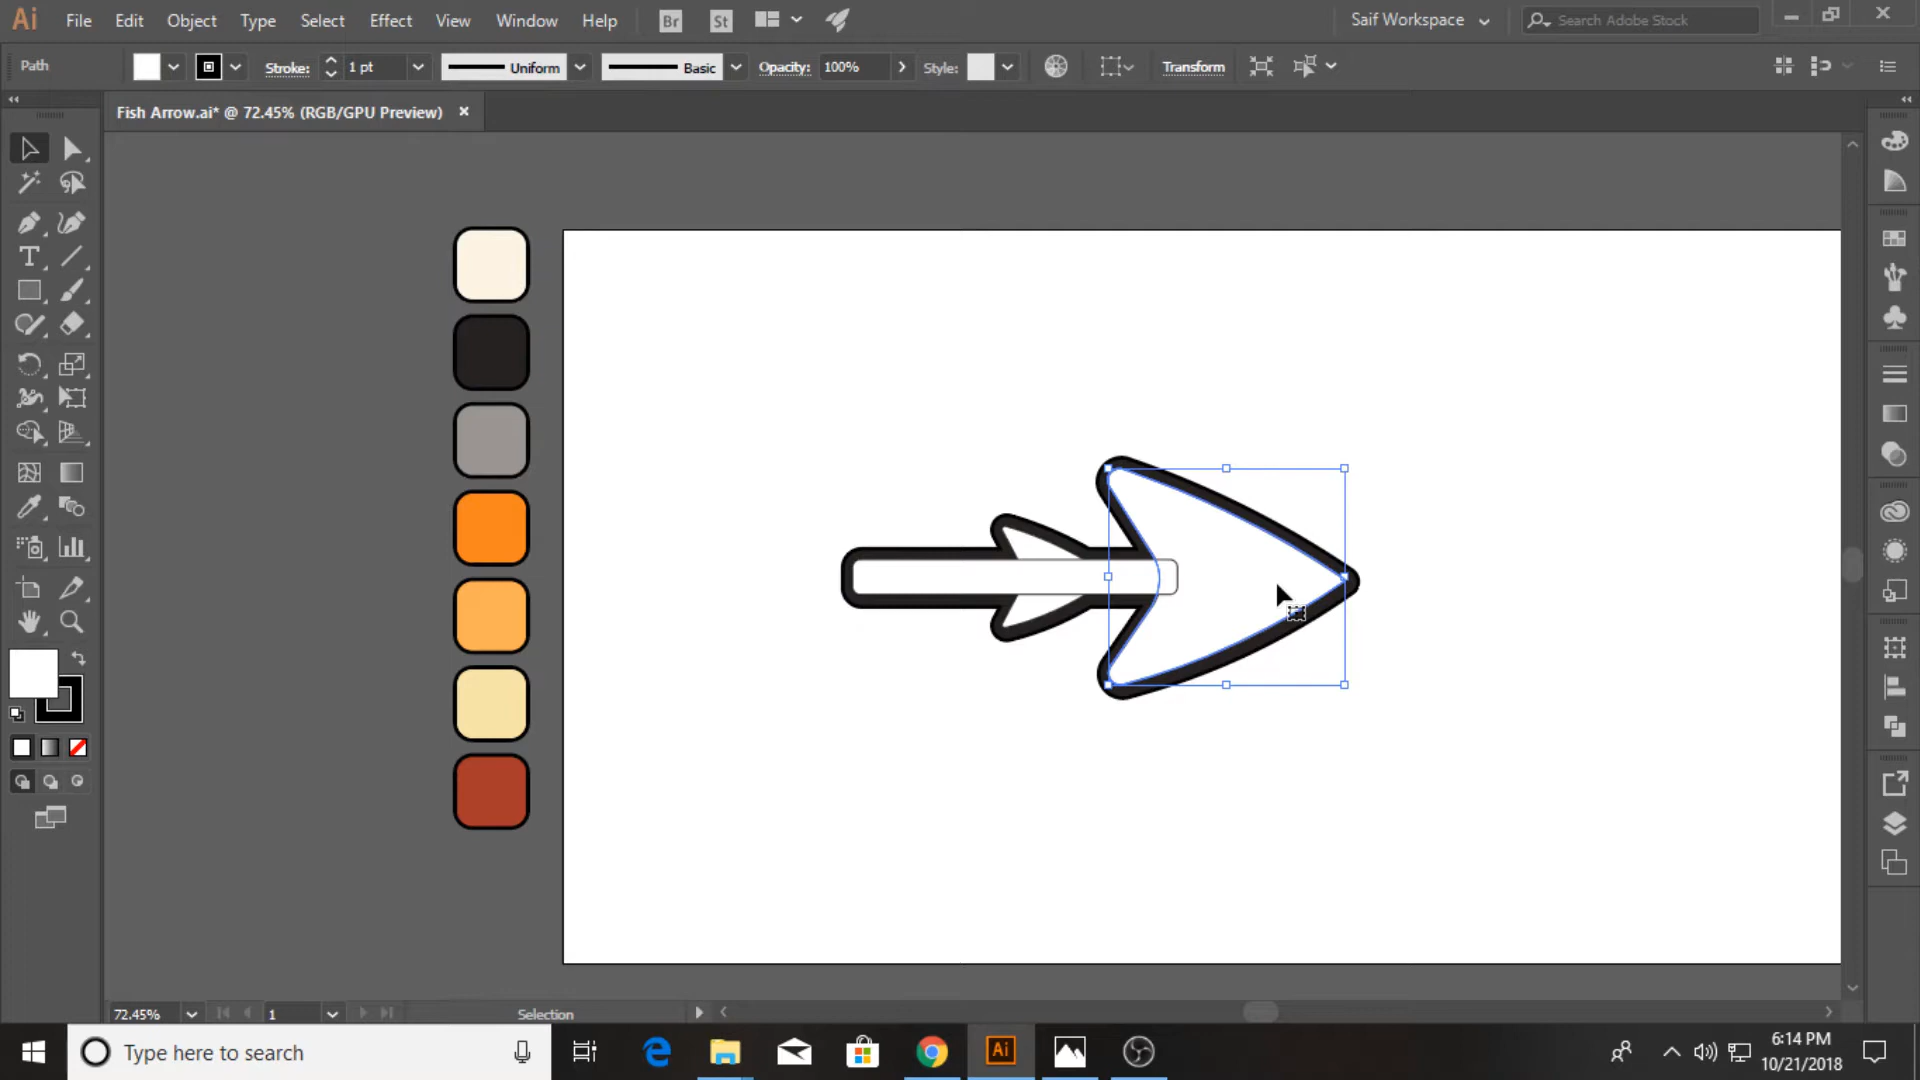 Ai File Edit Object Type Select Effect View Window Help Br St Saif Workspace Search Adobe Stock
Path Stroke: 1 pt Uniform Basic Opacity: 100% Style: Transform
Fish Arrow.ai* @ 72.45% (RGB/GPU Preview)
T
72.45% 1 Selection
Type here to search Ai 6:14 PM
10/21/2018